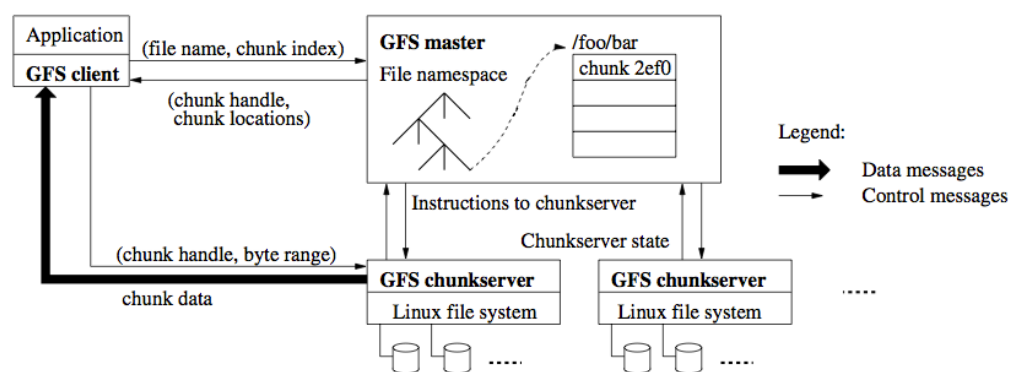 Application
GFS client
(file name, chunk index)
(chunk handle,
chunk locations)
GFS master
File namespace
/foo/bar
chunk 2ef0
Legend:
Data messages
Control messages
Instructions to chunkserver
Chunkserver state
(chunk handle, byte range)
chunk data
GFS chunkserver
Linux file system
GFS chunkserver
Linux file system